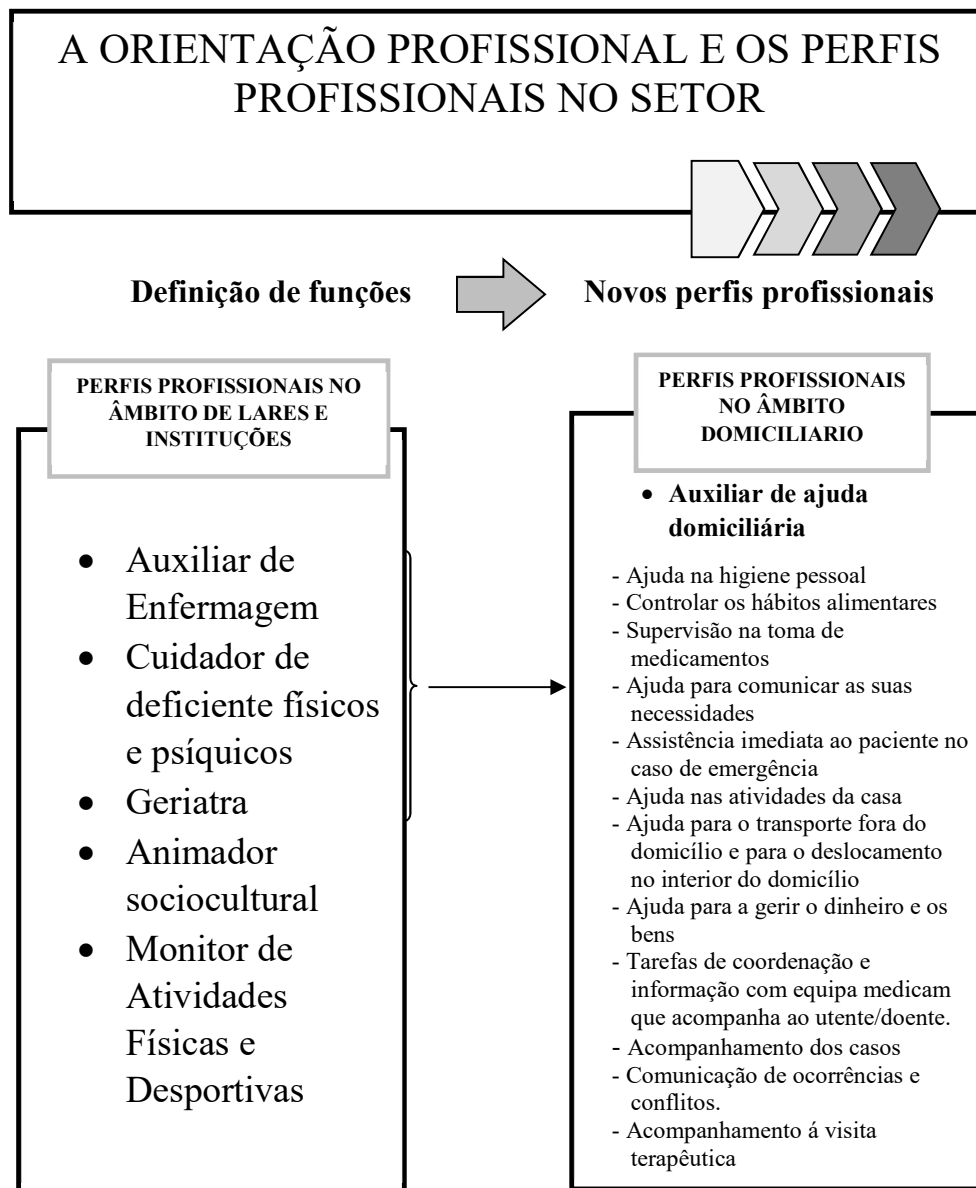 A ORIENTAÇÃO PROFISSIONAL E OS PERFIS
PROFISSIONAIS NO SETOR
Definição de funções
Novos perfis profissionais
PERFIS PROFISSIONAIS NO
ÂMBITO DE LARES E
INSTITUÇÕES
• Auxiliar de
Enfermagem
• Cuidador de
deficiente físicos
e psíquicos
• Geriatra
• Animador
sociocultural
• Monitor de
Atividades
Físicas e
Desportivas
PERFIS PROFISSIONAIS
NO ÂMBITO
DOMICILIARIO
• Auxiliar de ajuda
domiciliária
- Ajuda na higiene pessoal
- Controlar os hábitos alimentares
- Supervisão na toma de
medicamentos
- Ajuda para comunicar as suas
necessidades
- Assistência imediata ao paciente no
caso de emergência
- Ajuda nas atividades da casa
- Ajuda para o transporte fora do
domicílio e para o deslocamento
no interior do domicílio
- Ajuda para a gerir o dinheiro e os
bens
- Tarefas de coordenação e
informação com equipa medicam
que acompanha ao utente/doente.
- Acompanhamento dos casos
- Comunicação de ocorrências e
conflitos.
- Acompanhamento á visita
terapêutica